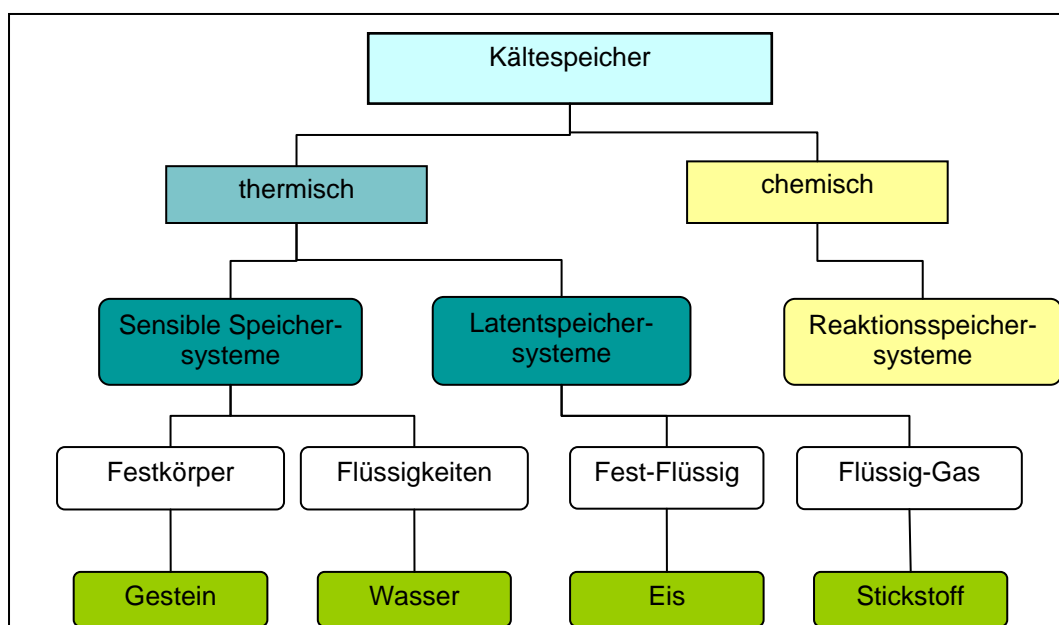 Kältespeicher
thermisch
chemisch
Sensible Speicher-
systeme
Latentspeicher-
systeme
Reaktionsspeicher-
systeme
Festkörper
Flüssigkeiten
Fest-Flüssig
Flüssig-Gas
Gestein
Wasser
Eis
Stickstoff